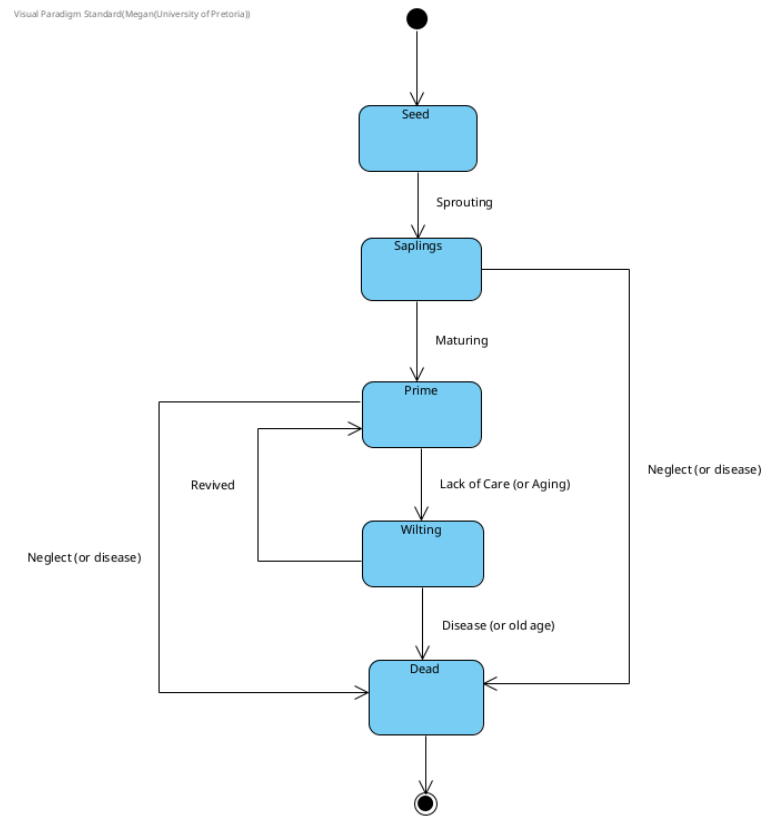 Visual Paradigm Standard(Megan(University of Pretoria))
Seed
Sprouting
Saplings
Maturing
Prime
Neglect (or disease)
Revived
Lack of Care (or Aging)
Wilting
Neglect (or disease)
Disease (or old age)
Dead